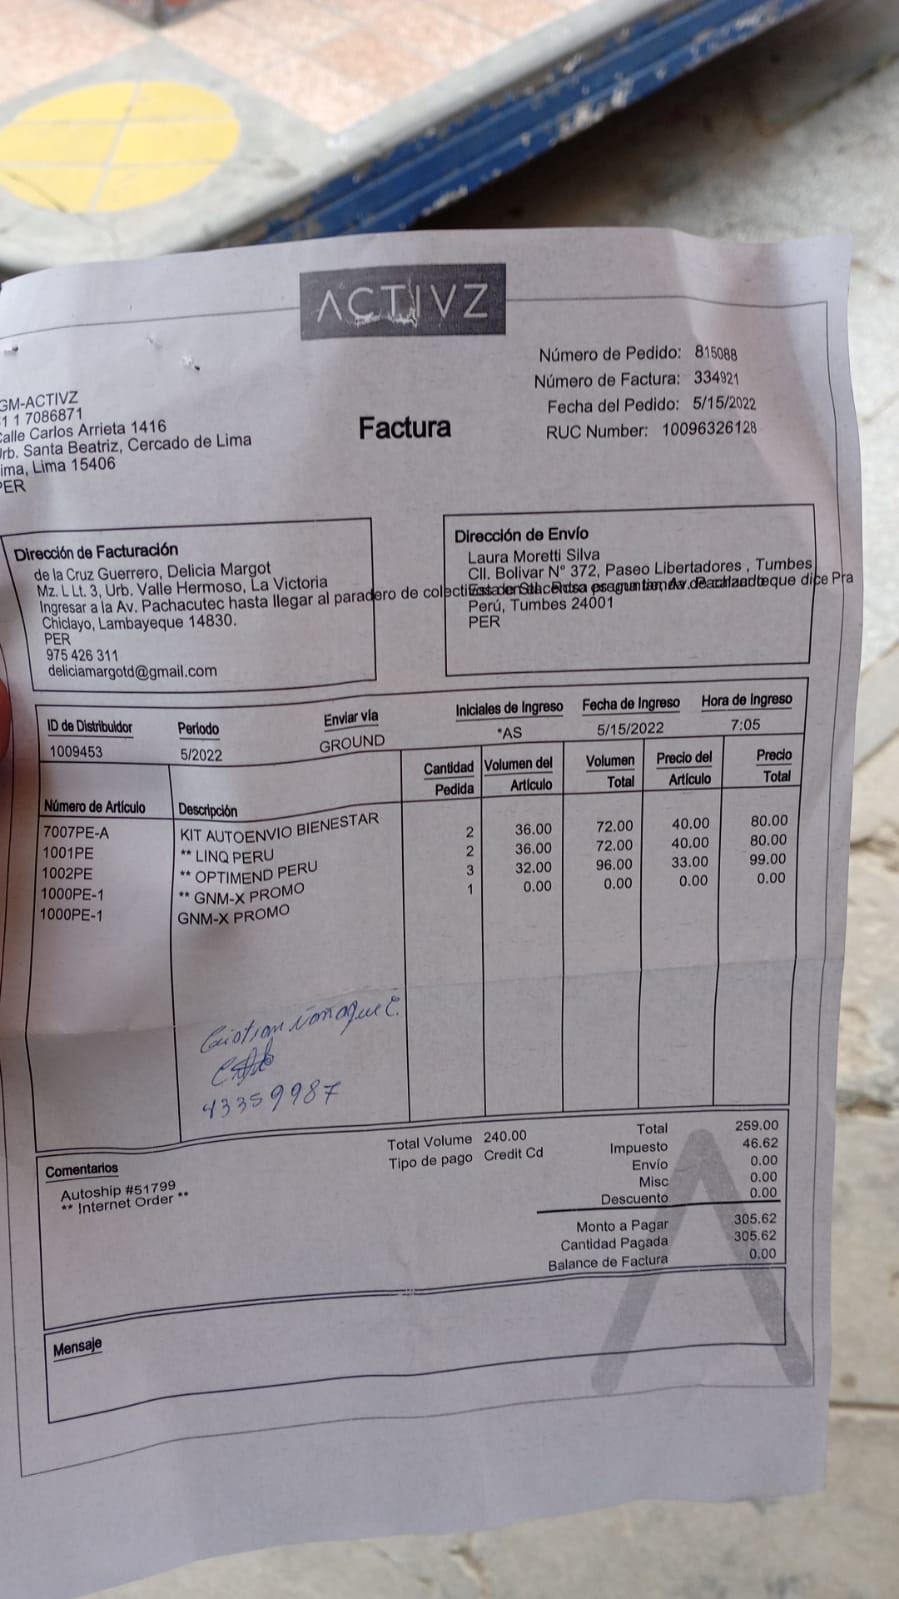 ACTIVZ
Número de Pedido: 815088
Número de Factura: 334921
Fecha del Pedido: 5/15/2022
RUC Number: 10096326128
GM-ACTIVZ
1 1 7086871
Calle Carlos Arrieta 1416
Urb. Santa Beatriz, Cercado de Lima
Lima, Lima 15406
PER
Factura
Dirección de Facturación
de la Cruz Guerrero, Delicia Margot
Mz. L Lt. 3, Urb. Valle Hermoso, La Victoria
Ingresar a la Av. Pachacutec hasta llegar al paradero de colectivos
Chiclayo, Lambayeque 14830.
PER
975 426 311
deliciamargotd@gmail.com
Dirección de Envío
Laura Moretti Silva
Cll. Bolivar N° 372, Paseo Libertadores , Tumbes
que dice Pra
Perú, Tumbes 24001
PER
ID de Distribuidor Período Enviar vía Iniciales de Ingreso Fecha de Ingreso Hora de Ingreso
1009453 5/2022 GROUND *AS 5/15/2022 7:05
Número de Artículo Descripción Cantidad Pedida Volumen del Artículo Volumen Total Precio del Artículo Precio Total
7007PE-A KIT AUTOENVIO BIENESTAR
1001PE ** LINQ PERU 2 36.00 72.00 40.00 80.00
1002PE ** OPTIMEND PERU 2 36.00 72.00 40.00 80.00
1000PE-1 ** GNM-X PROMO 3 32.00 96.00 33.00 99.00
1000PE-1 GNM-X PROMO 1 0.00 0.00 0.00 0.00
43359987
Comentarios
Autoship #51799
** Internet Order **
Total Volume 240.00
Tipo de pago Credit Cd
Total 259.00
Impuesto 46.62
Envío 0.00
Misc 0.00
Descuento 0.00
Monto a Pagar 305.62
Cantidad Pagada 305.62
Balance de Factura 0.00
Mensaje